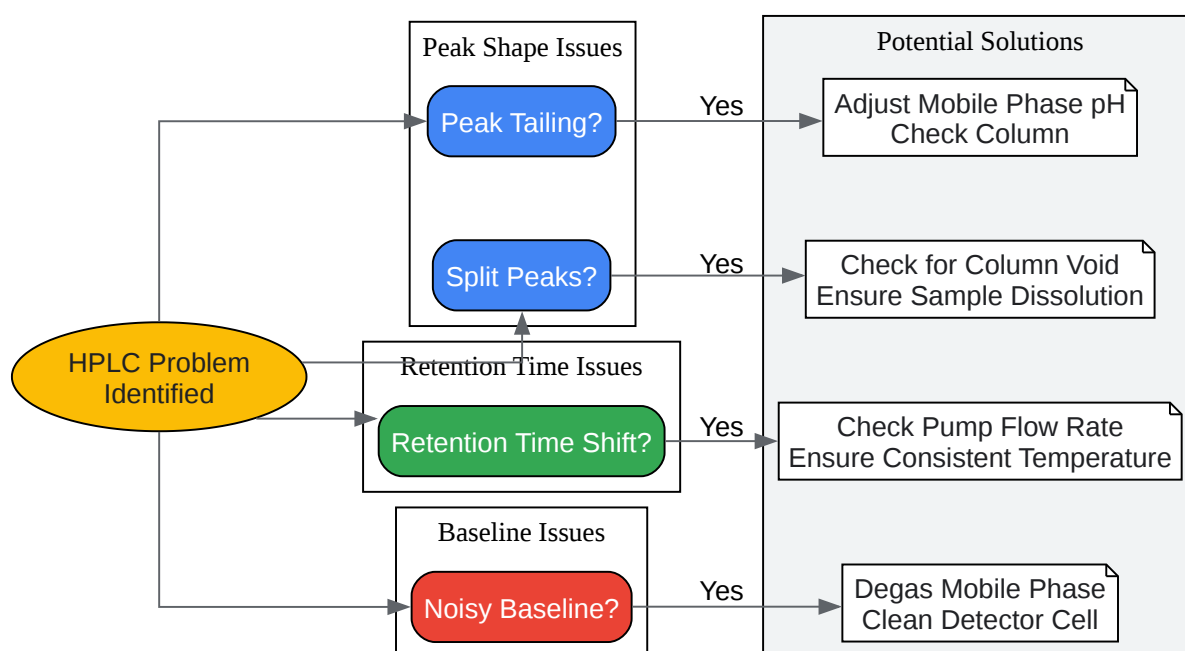 Peak Shape Issues
Potential Solutions
Peak Tailing?
Yes
Adjust Mobile Phase pH
Check Column
Split Peaks?
Yes
Check for Column Void
Ensure Sample Dissolution
HPLC Problem
Identified
Retention Time Issues
Retention Time Shift?
Yes
Check Pump Flow Rate
Ensure Consistent Temperature
Baseline Issues
Noisy Baseline?
Yes
Degas Mobile Phase
Clean Detector Cell